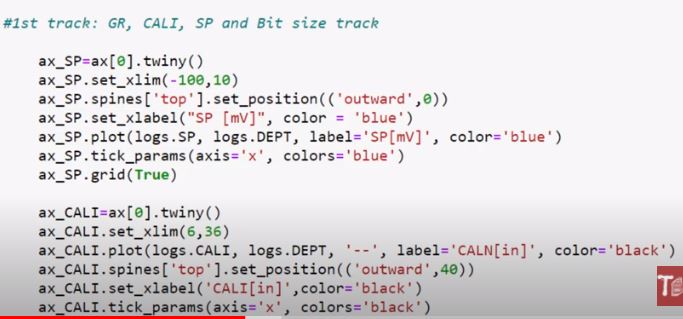 #1st track: GR, CALI, SP and Bit size track
ax_SP=ax[0].twiny()
ax_SP.set_xlim(-100,10)
ax_SP.spines['top'].set_position(('outward',0))
ax_SP.set_xlabel("SP [mV]", color = 'blue')
ax_SP.plot(logs.SP, logs.DEPT, label='SP[mV]', color='blue')
ax_SP.tick_params(axis='x', colors='blue')
ax_SP.grid(True)
ax_CALI=ax[0].twiny()
ax_CALI.set_xlim(6,36)
ax_CALI.plot(logs.CALI, logs.DEPT, '--', label='CALN[in]', color='black')
ax_CALI.spines['top'].set_position(('outward',40))
ax_CALI.set_xlabel('CALI[in]',color='black')
ax_CALI.tick_params(axis='x', colors='black')